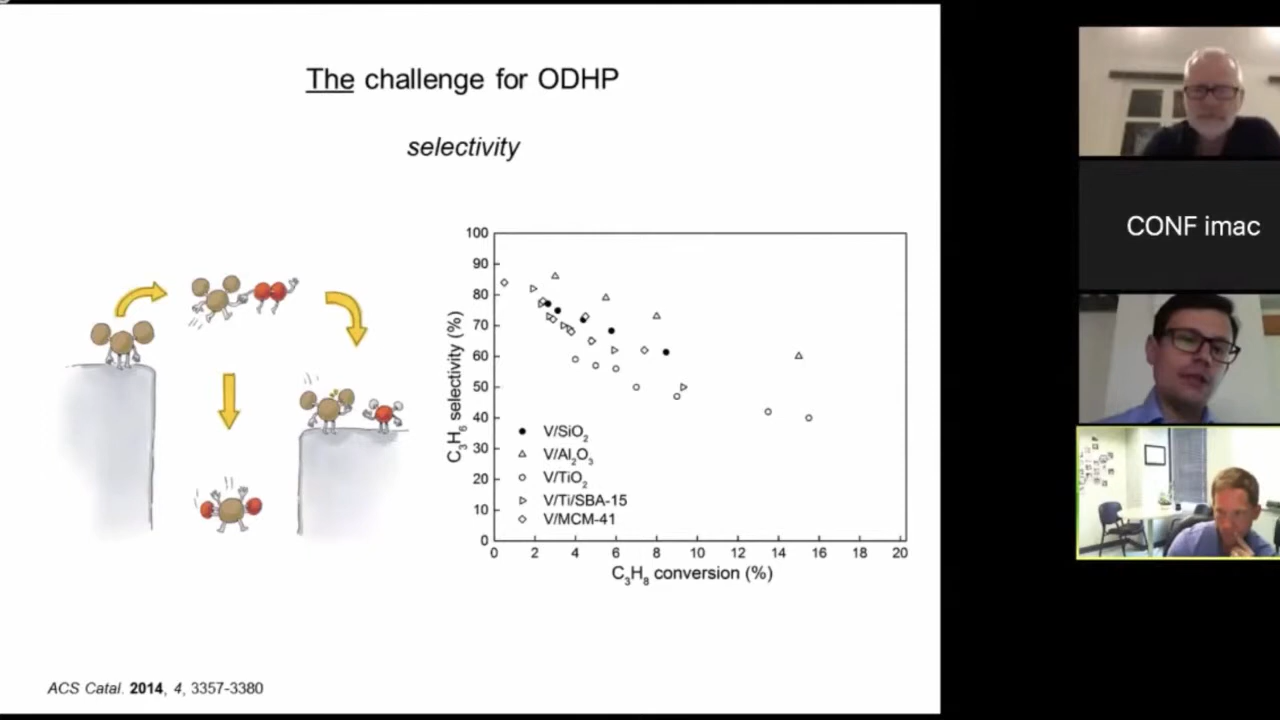 The challenge for ODHP
selectivity
100
90
80
70
60
50
40
30
20
10
0
C₃H₆ selectivity (%)
V/SiO₂
V/Al₂O₃
V/TiO₂
V/Ti/SBA-15
V/MCM-41
0 2 4 6 8 10 12 14 16 18 20
C₃H₈ conversion (%)
ACS Catal. 2014, 4, 3357-3380
CONF imac